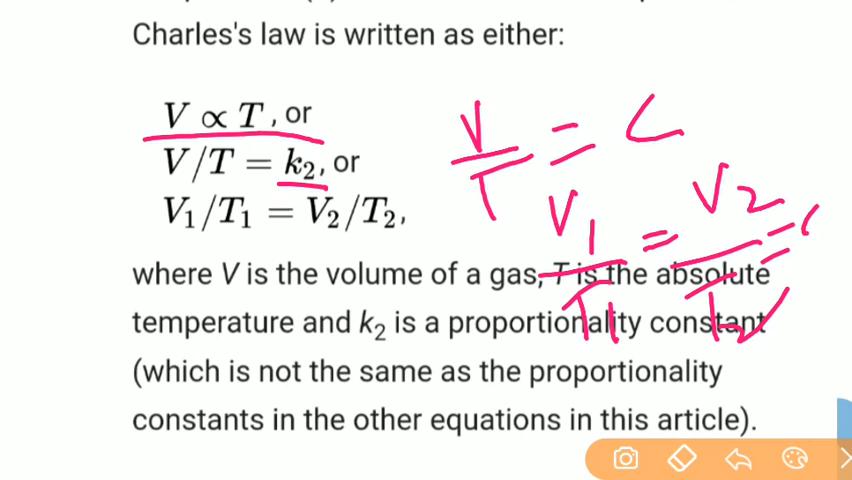 Charles's law is written as either:
V ∝ T, or
V/T = k₂, or
V₁/T₁ = V₂/T₂,
V/T = C
V1/T1 = V2/T2 = C
where V is the volume of a gas, T is the absolute
temperature and k₂ is a proportionality constant
(which is not the same as the proportionality
constants in the other equations in this article).